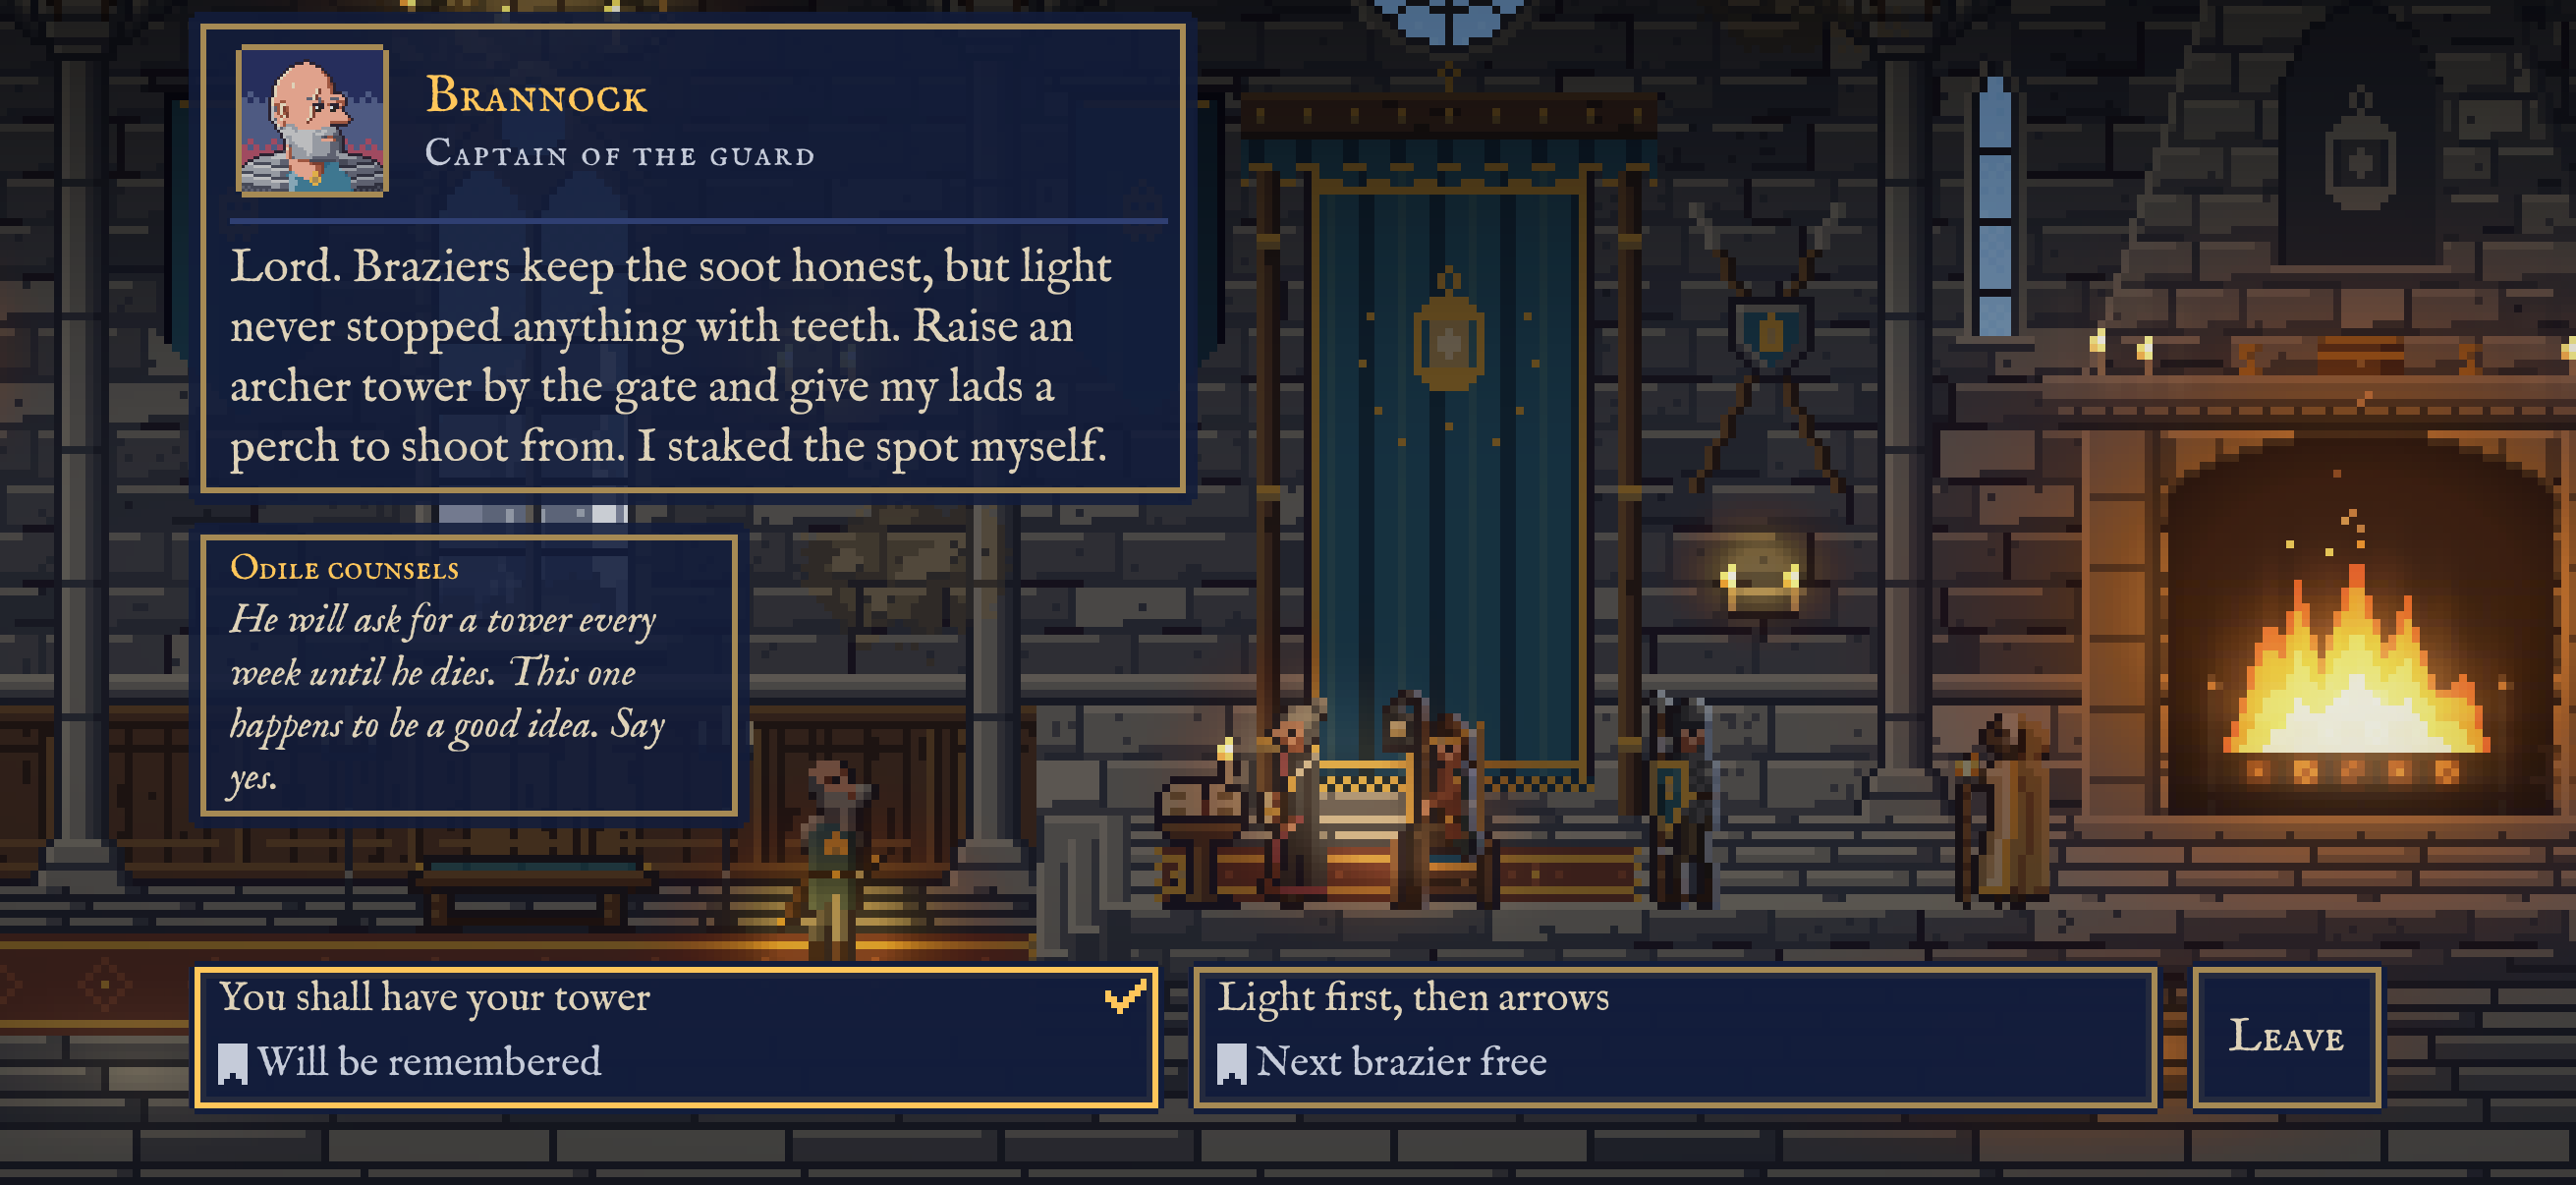 Brannock
Captain of the guard
Lord. Braziers keep the soot honest, but light
never stopped anything with teeth. Raise an
archer tower by the gate and give my lads a
perch to shoot from. I staked the spot myself.
Odile counsels
He will ask for a tower every
week until he dies. This one
happens to be a good idea. Say
yes.
You shall have your tower
Will be remembered
Light first, then arrows
Next brazier free
Leave